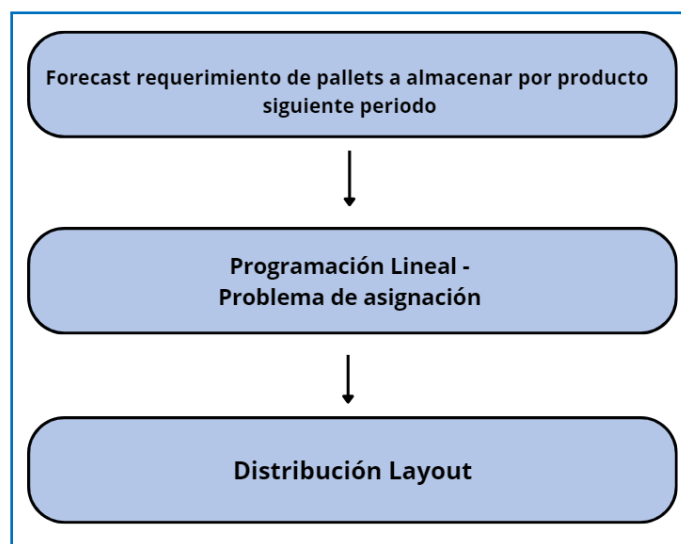 Forecast requerimiento de pallets a almacenar por producto
siguiente periodo
Programación Lineal -
Problema de asignación
Distribución Layout